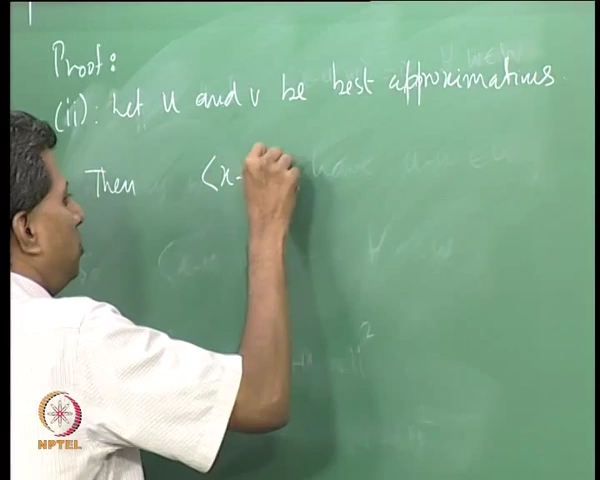 Proof:
(ii): Let u and v be best approximations.
Then ⟨x-
NPTEL